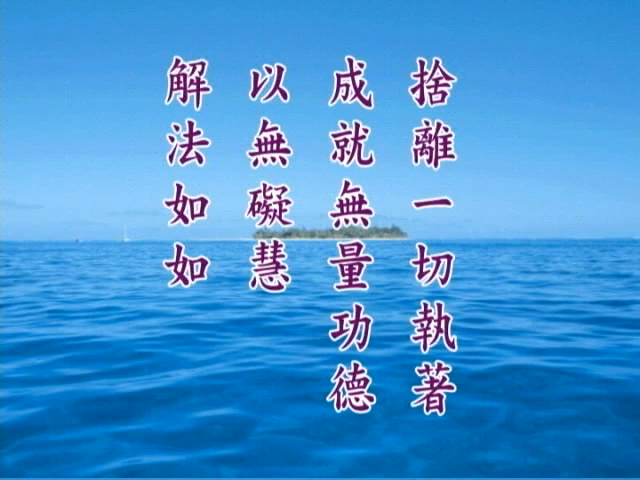 捨離一切執著
成就無量功德
以無礙慧
解法如如